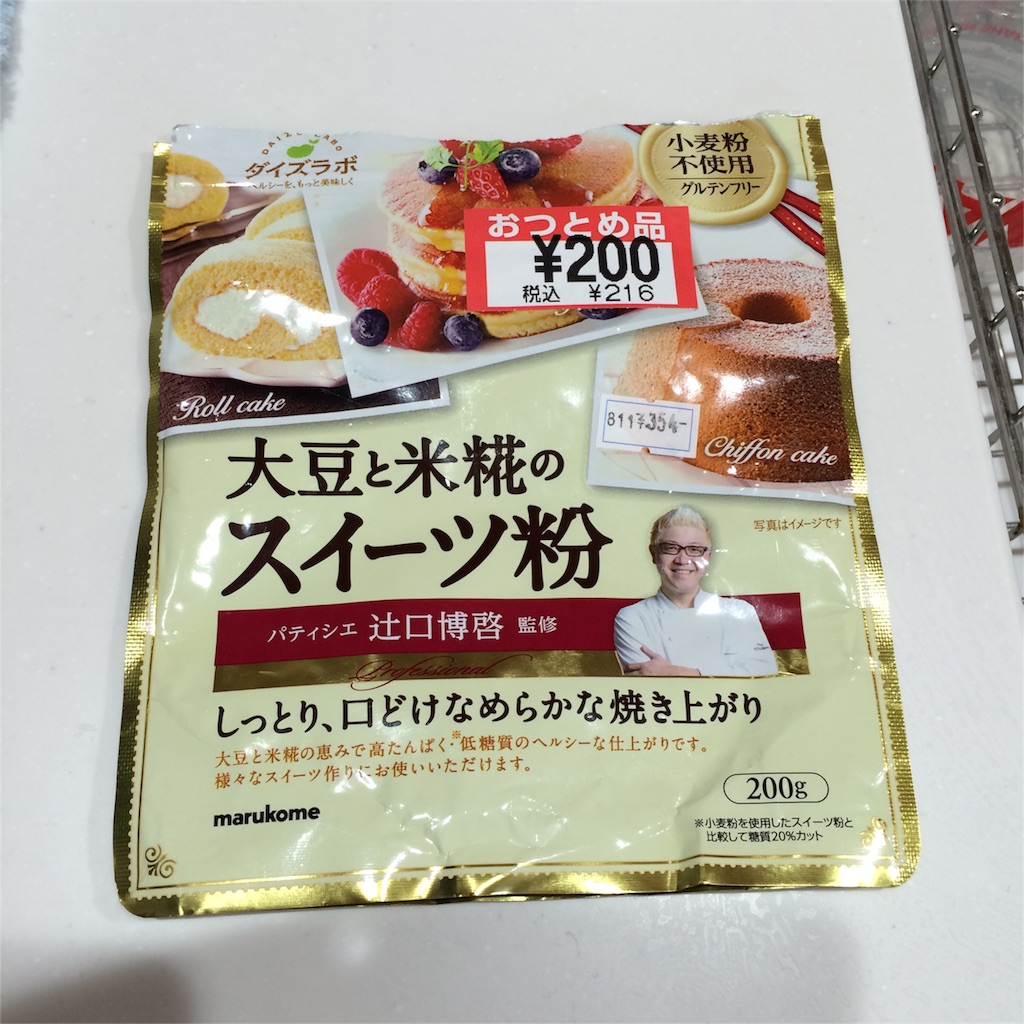 DAIZU LABO
ダイズラボ
ヘルシーを、もっと美味しく
小麦粉
不使用
グルテンフリー
おつとめ品
¥200
税込 ¥216
Roll cake
811¥354-
Chiffon cake
大豆と米糀の
スイーツ粉
写真はイメージです
パティシエ 辻口博啓 監修
Professional
しっとり、口どけなめらかな焼き上がり
大豆と米糀の恵みで高たんぱく・※低糖質のヘルシーな仕上がりです。
様々なスイーツ作りにお使いいただけます。
200g
marukome
※小麦粉を使用したスイーツ粉と
比較して糖質20%カット